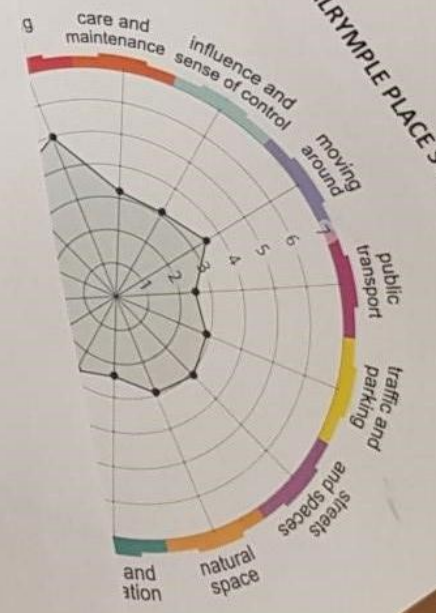 g
care and
maintenance
influence and
sense of control
moving
around
public
transport
traffic and
parking
streets
and spaces
natural
space
and
ation
1
2
3
4
5
6
7
LRYMPLE PLACE S